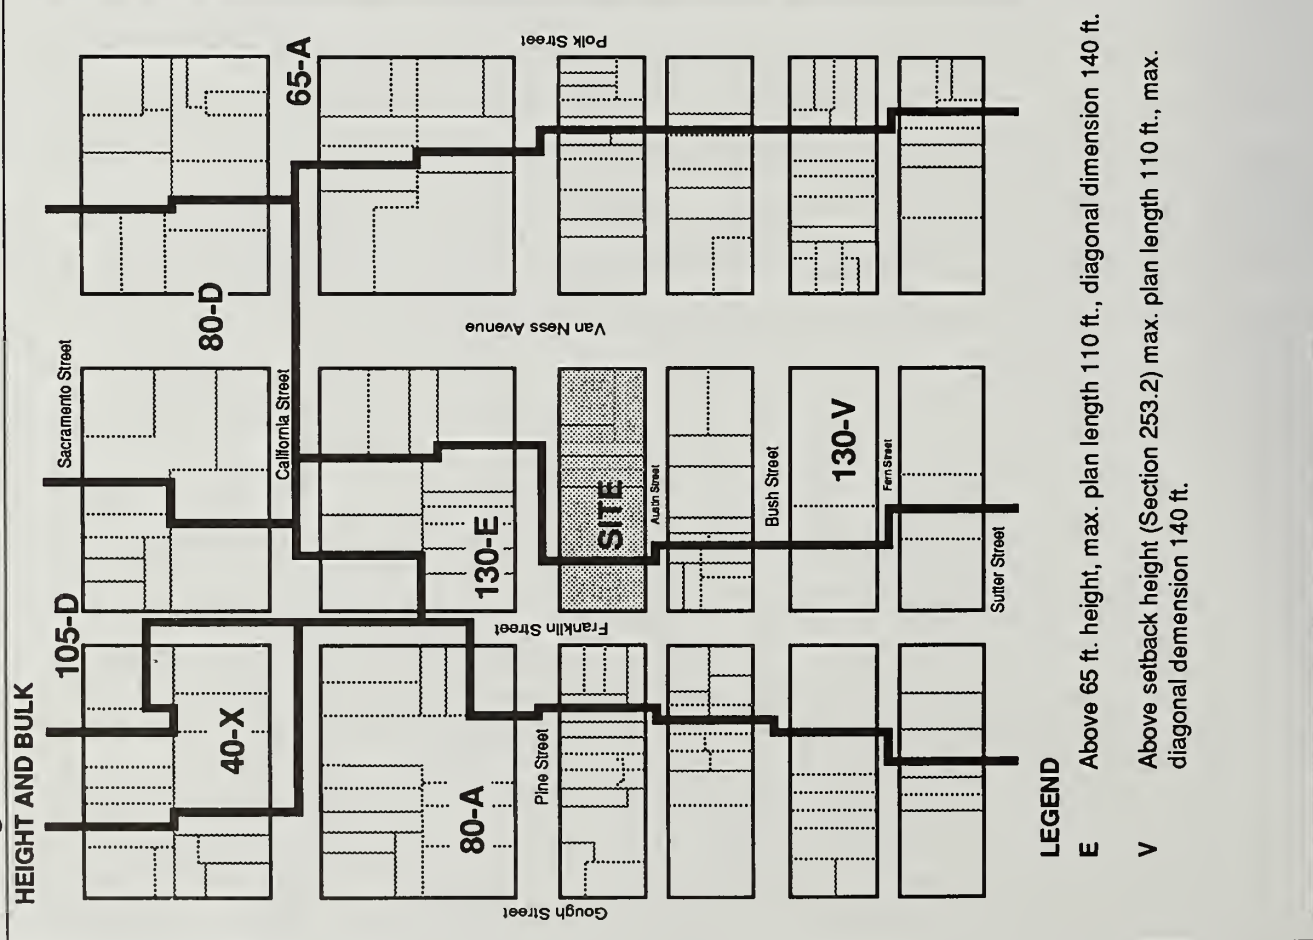 HEIGHT AND BULK
105-D
Sacramento Street
80-D
65-A
40-X
California Street
80-A
130-E
Gough Street
Franklin Street
Van Ness Avenue
Polk Street
Pine Street
SITE
Austin Street
Bush Street
130-V
Fern Street
Sutter Street
LEGEND
E Above 65 ft. height, max. plan length 110 ft., diagonal dimension 140 ft.
V Above setback height (Section 253.2) max. plan length 110 ft., max.
diagonal demension 140 ft.